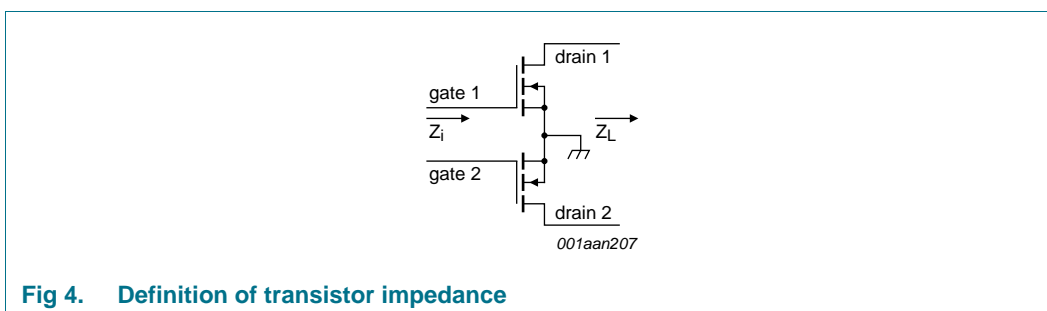 drain 1
gate 1
Zi
ZL
gate 2
drain 2
001aan207
Fig 4. Definition of transistor impedance